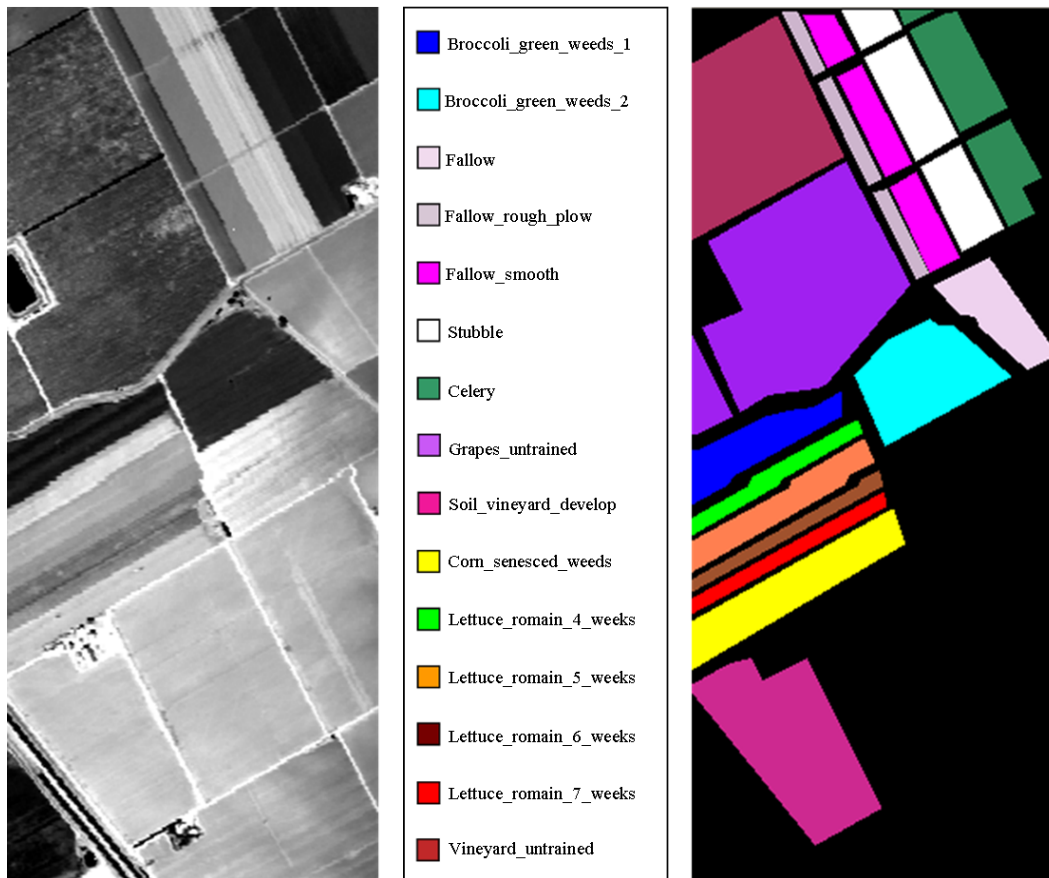 Broccoli_green_weeds_1
Broccoli_green_weeds_2
Fallow
Fallow_rough_plow
Fallow_smooth
Stubble
Celery
Grapes_untrained
Soil_vineyard_develop
Corn_senesced_weeds
Lettuce_romain_4_weeks
Lettuce_romain_5_weeks
Lettuce_romain_6_weeks
Lettuce_romain_7_weeks
Vineyard_untrained